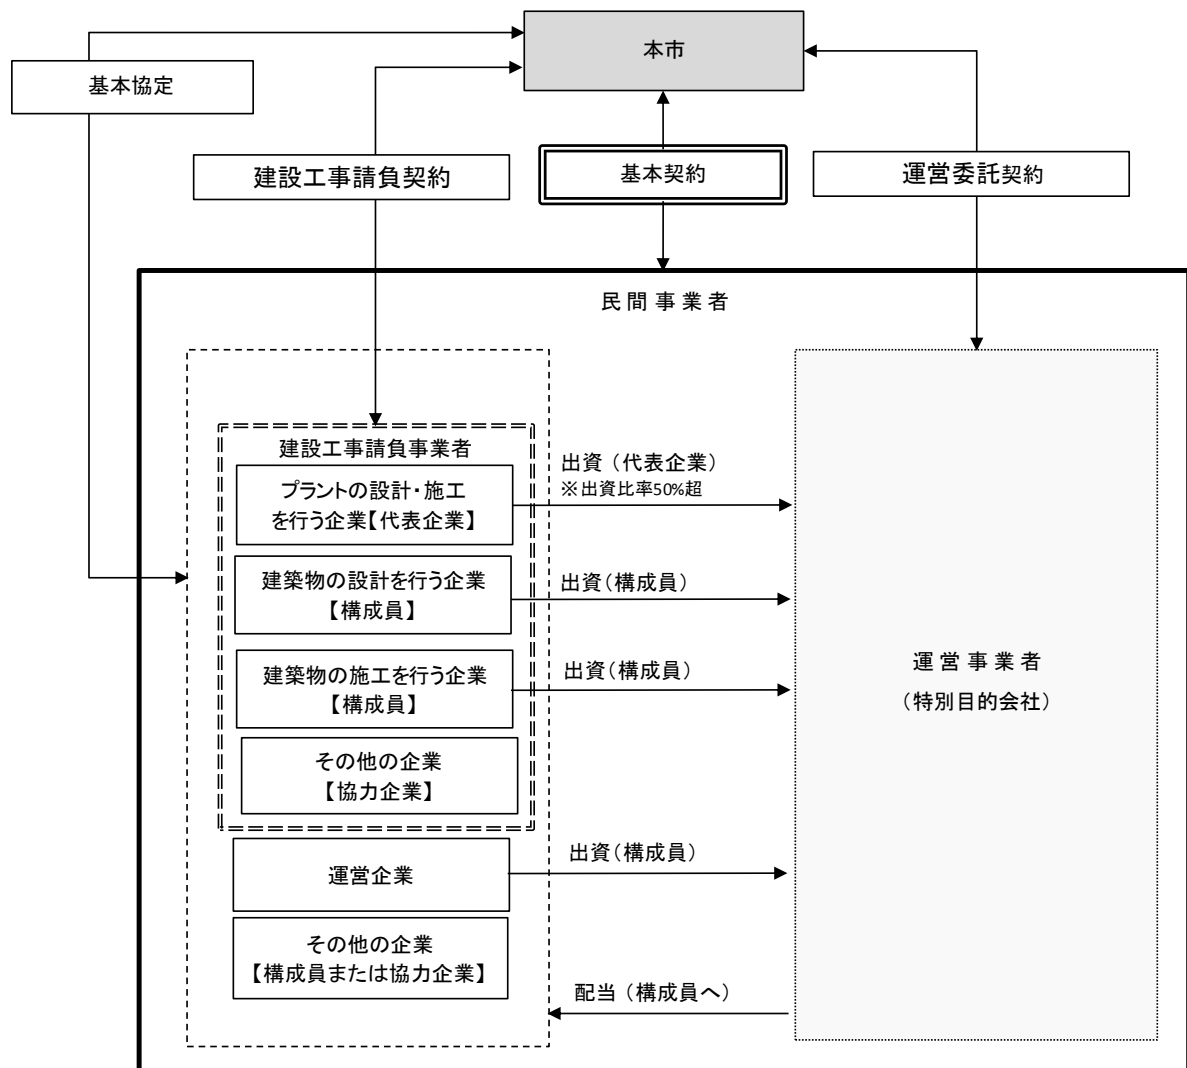 本市
基本協定
建設工事請負契約
基本契約
運営委託契約
民間事業者
建設工事請負事業者
プラントの設計・施工
を行う企業【代表企業】
出資（代表企業）
※出資比率50%超
建築物の設計を行う企業
【構成員】
出資（構成員）
建築物の施工を行う企業
【構成員】
出資（構成員）
運営事業者
（特別目的会社）
その他の企業
【協力企業】
運営企業
出資（構成員）
その他の企業
【構成員または協力企業】
配当（構成員へ）